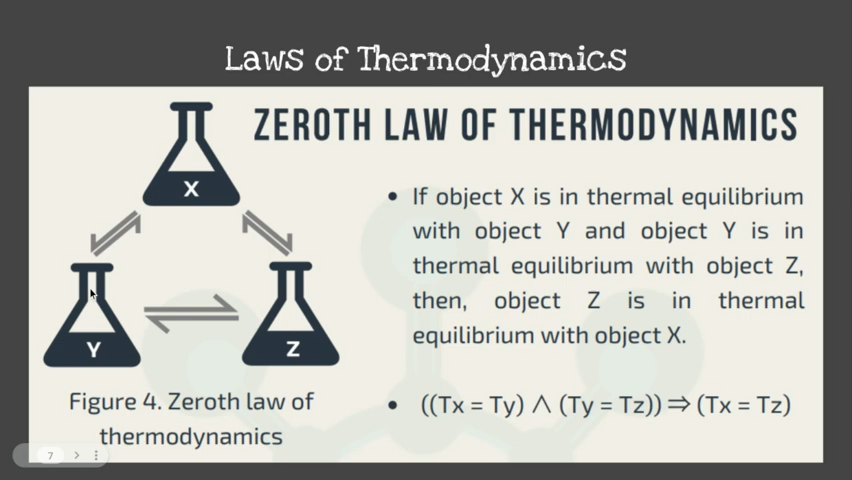 Laws of Thermodynamics
ZEROTH LAW OF THERMODYNAMICS
X
Y
Z
Figure 4. Zeroth law of
thermodynamics
• If object X is in thermal equilibrium
with object Y and object Y is in
thermal equilibrium with object Z,
then, object Z is in thermal
equilibrium with object X.
• ((Tx = Ty) ∧ (Ty = Tz)) ⇒ (Tx = Tz)
7